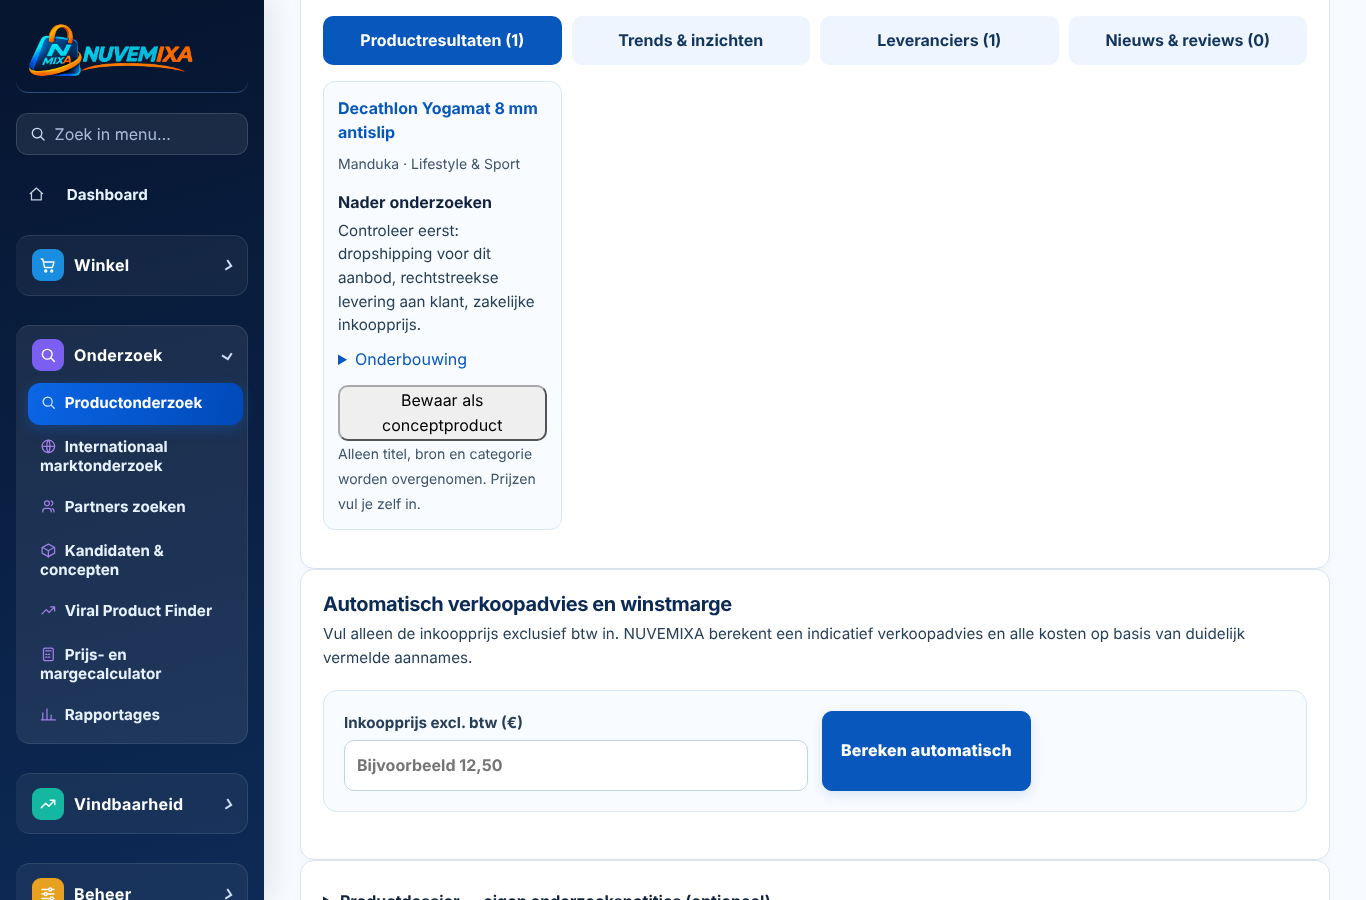 NUVEMIXA
MIXA
Zoek in menu...
Dashboard
Winkel
Onderzoek
Productonderzoek
Internationaal
marktonderzoek
Partners zoeken
Kandidaten &
concepten
Viral Product Finder
Prijs- en
margecalculator
Rapportages
Vindbaarheid
Beheer
Productresultaten (1)
Trends & inzichten
Leveranciers (1)
Nieuws & reviews (0)
Decathlon Yogamat 8 mm
antislip
Manduka · Lifestyle & Sport
Nader onderzoeken
Controleer eerst:
dropshipping voor dit
aanbod, rechtstreekse
levering aan klant, zakelijke
inkoopprijs.
Onderbouwing
Bewaar als
conceptproduct
Alleen titel, bron en categorie
worden overgenomen. Prijzen
vul je zelf in.
Automatisch verkoopadvies en winstmarge
Vul alleen de inkoopprijs exclusief btw in. NUVEMIXA berekent een indicatief verkoopadvies en alle kosten op basis van duidelijk
vermelde aannames.
Inkoopprijs excl. btw (€)
Bijvoorbeeld 12,50
Bereken automatisch
Productdossier — eigen onderzoeksnotities (optioneel)